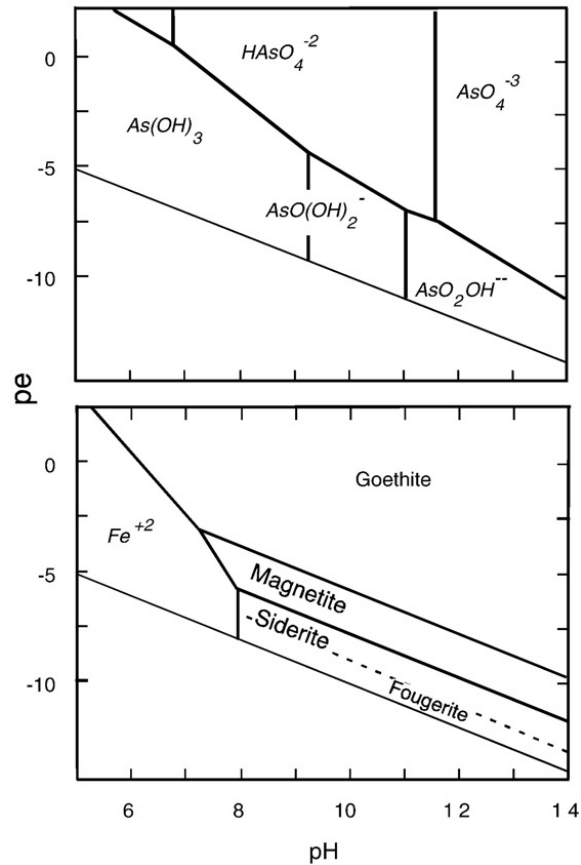 0
-5
-10
HAsO₄⁻²
AsO₄⁻³
As(OH)₃
AsO(OH)₂⁻
AsO₂OH⁻⁻
pe
0
-5
-10
Goethite
Fe⁺²
Magnetite
Siderite
Fougerite
6 8 10 12 14
pH